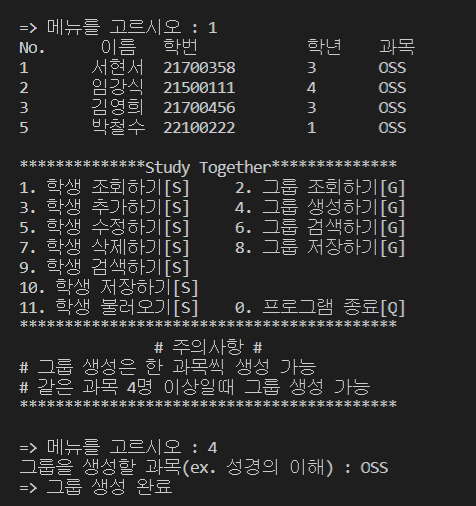 => 메뉴를 고르시오 : 1
No. 이름 학번 학년 과목
1 서현서 21700358 3 OSS
2 임강식 21500111 4 OSS
3 김영희 21700456 3 OSS
5 박철수 22100222 1 OSS
**************Study Together**************
1. 학생 조회하기[S] 2. 그룹 조회하기[G]
3. 학생 추가하기[S] 4. 그룹 생성하기[G]
5. 학생 수정하기[S] 6. 그룹 검색하기[G]
7. 학생 삭제하기[S] 8. 그룹 저장하기[G]
9. 학생 검색하기[S]
10. 학생 저장하기[S]
11. 학생 불러오기[S] 0. 프로그램 종료[Q]
******************************************
# 주의사항 #
# 그룹 생성은 한 과목씩 생성 가능
# 같은 과목 4명 이상일때 그룹 생성 가능
******************************************
=> 메뉴를 고르시오 : 4
그룹을 생성할 과목(ex. 성경의 이해) : OSS
=> 그룹 생성 완료